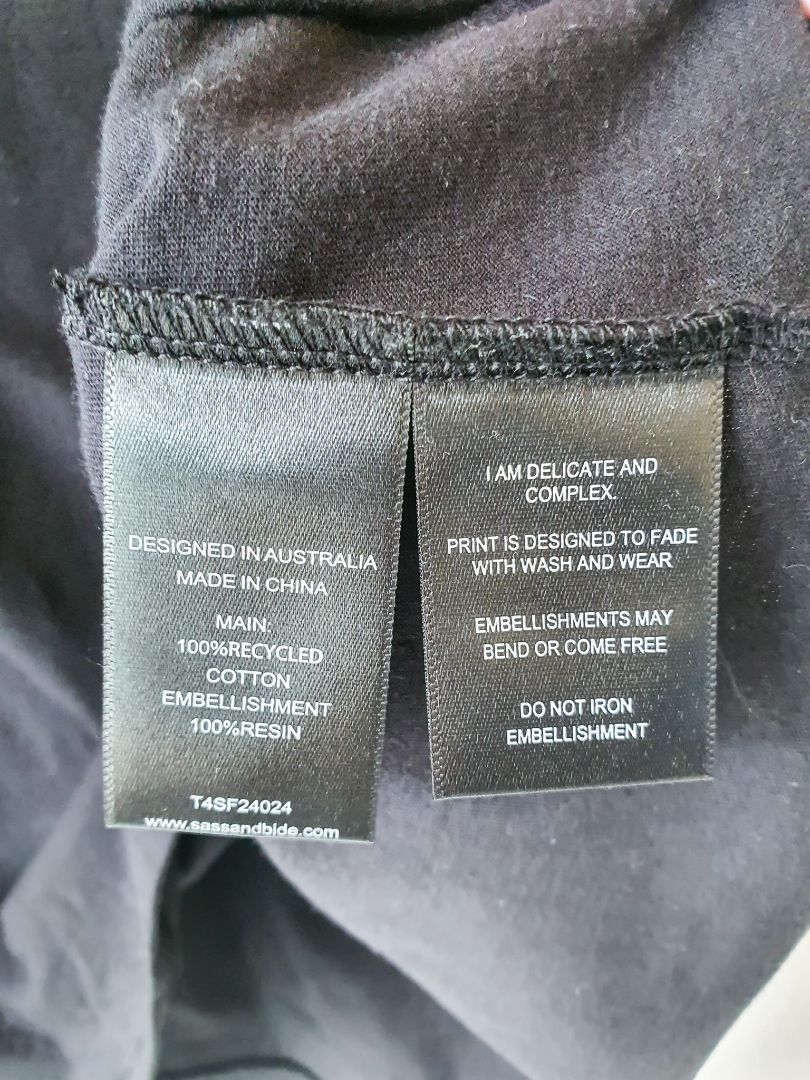 DESIGNED IN AUSTRALIA
MADE IN CHINA
MAIN:
100%RECYCLED
COTTON
EMBELLISHMENT
100%RESIN
T4SF24024
www.sassandbide.com
I AM DELICATE AND
COMPLEX.
PRINT IS DESIGNED TO FADE
WITH WASH AND WEAR
EMBELLISHMENTS MAY
BEND OR COME FREE
DO NOT IRON
EMBELLISHMENT